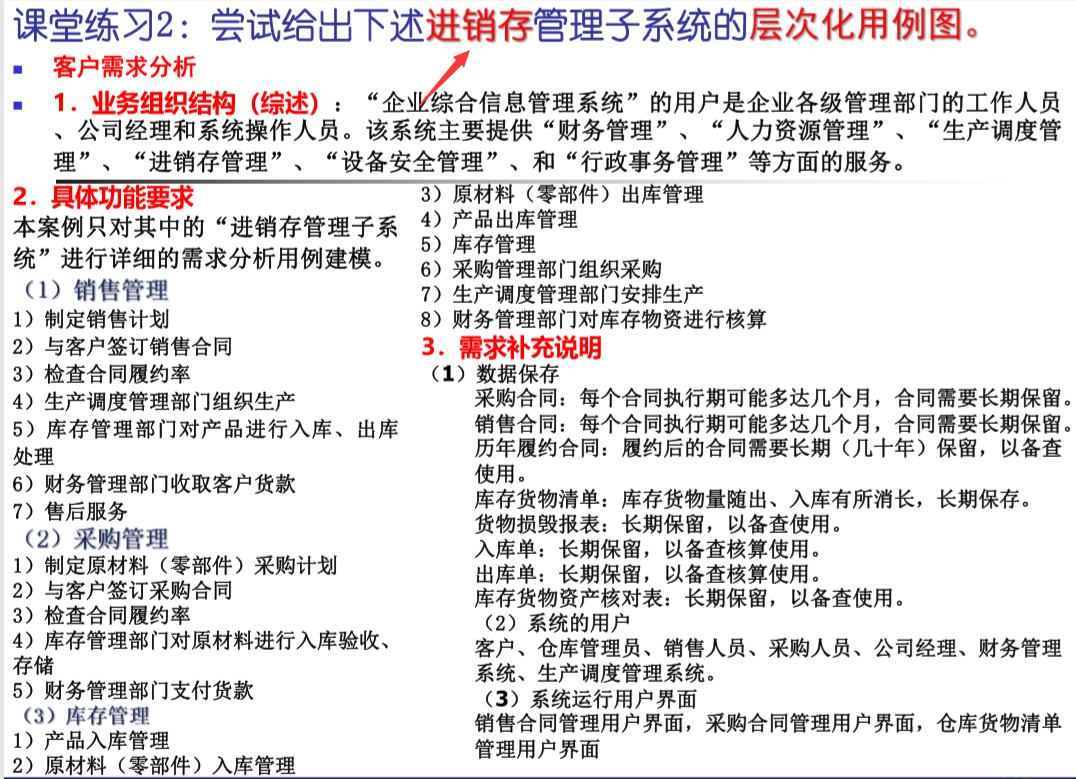 课堂练习2：尝试给出下述进销存管理子系统的层次化用例图。
客户需求分析
1．业务组织结构（综述）：“企业综合信息管理系统”的用户是企业各级管理部门的工作人员
、公司经理和系统操作人员。该系统主要提供“财务管理”、“人力资源管理”、“生产调度管
理”、“进销存管理”、“设备安全管理”、和“行政事务管理”等方面的服务。
2．具体功能要求
本案例只对其中的“进销存管理子系
统”进行详细的需求分析用例建模。
（1）销售管理
1）制定销售计划
2）与客户签订销售合同
3）检查合同履约率
4）生产调度管理部门组织生产
5）库存管理部门对产品进行入库、出库
处理
6）财务管理部门收取客户货款
7）售后服务
（2）采购管理
1）制定原材料（零部件）采购计划
2）与客户签订采购合同
3）检查合同履约率
4）库存管理部门对原材料进行入库验收、
存储
5）财务管理部门支付货款
（3）库存管理
1）产品入库管理
2）原材料（零部件）入库管理
3）原材料（零部件）出库管理
4）产品出库管理
5）库存管理
6）采购管理部门组织采购
7）生产调度管理部门安排生产
8）财务管理部门对库存物资进行核算
3．需求补充说明
（1）数据保存
采购合同：每个合同执行期可能多达几个月，合同需要长期保留。
销售合同：每个合同执行期可能多达几个月，合同需要长期保留。
历年履约合同：履约后的合同需要长期（几十年）保留，以备查
使用。
库存货物清单：库存货物量随出、入库有所消长，长期保存。
货物损毁报表：长期保留，以备查使用。
入库单：长期保留，以备查核算使用。
出库单：长期保留，以备查核算使用。
库存货物资产核对表：长期保留，以备查使用。
（2）系统的用户
客户、仓库管理员、销售人员、采购人员、公司经理、财务管理
系统、生产调度管理系统。
（3）系统运行用户界面
销售合同管理用户界面，采购合同管理用户界面，仓库货物清单
管理用户界面